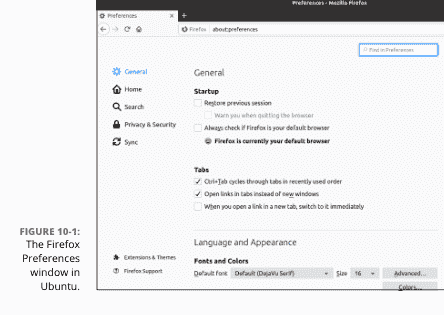 Preferences - Mozilla Firefox
Preferences ×
+
Firefox about:preferences
Find in Preferences
General
Home
Search
Privacy & Security
Sync
Extensions & Themes
Firefox Support
General
Startup
Restore previous session
Warn you when quitting the browser
Always check if Firefox is your default browser
Firefox is currently your default browser
Tabs
Ctrl+Tab cycles through tabs in recently used order
Open links in tabs instead of new windows
When you open a link in a new tab, switch to it immediately
Language and Appearance
Fonts and Colors
Default font Default (DejaVu Serif) Size 16 Advanced...
Colors...
FIGURE 10-1:
The Firefox
Preferences
window in
Ubuntu.